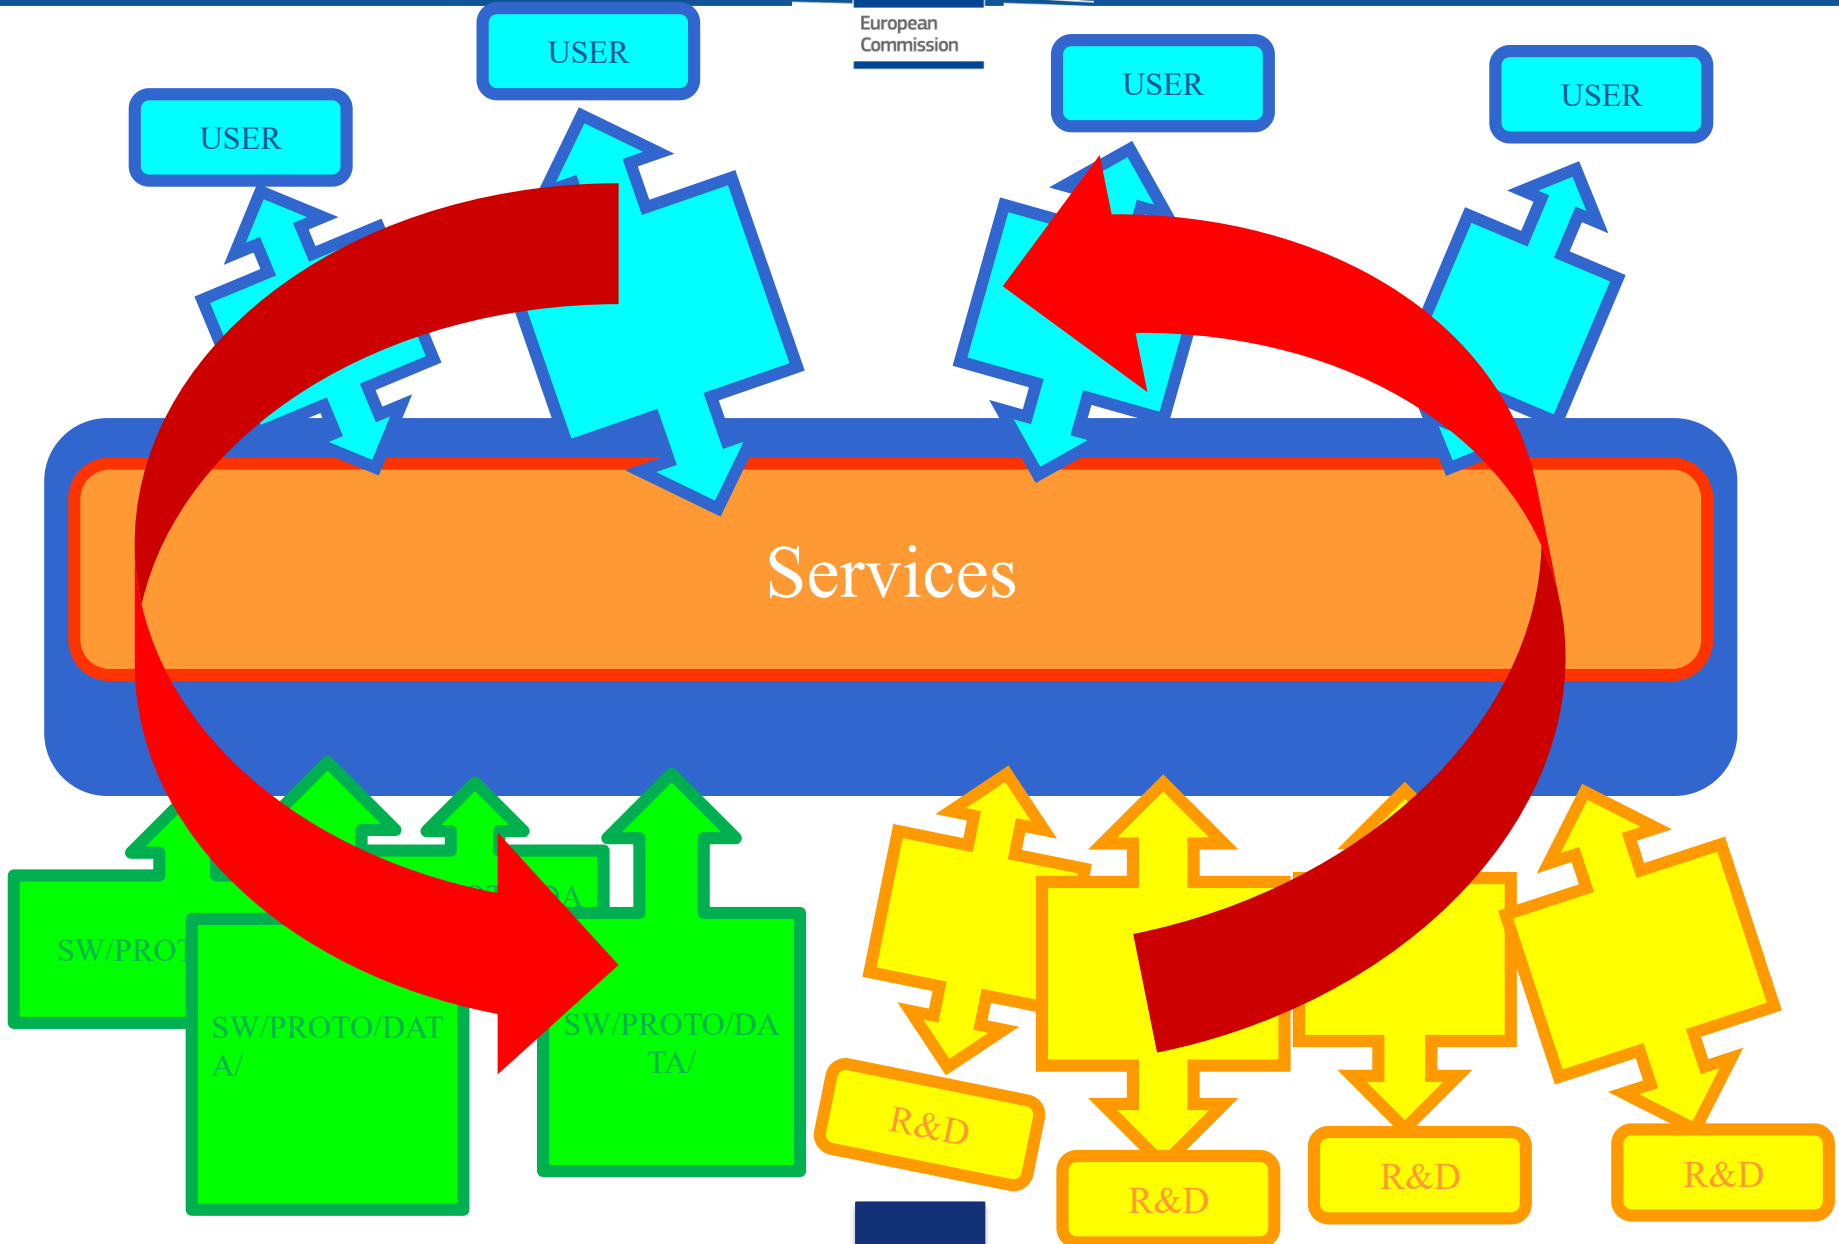 European
Commission
USER
USER
USER
USER
Services
SW/PROT
SW/PROTO/DAT
A/
SW/PROTO/DA
TA/
R&D
R&D
R&D
R&D